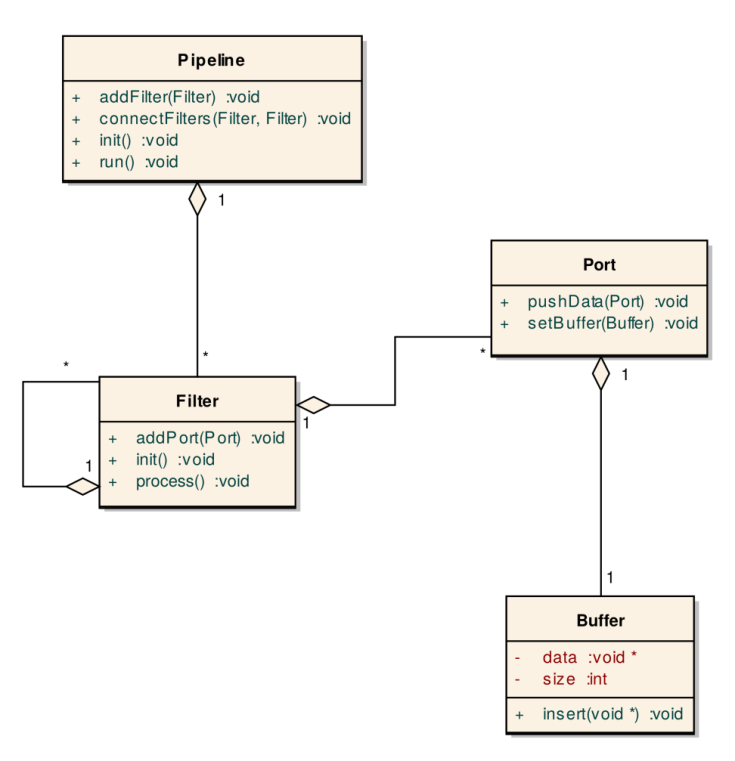 Pipeline
+ addFilter(Filter) :void
+ connectFilters(Filter, Filter) :void
+ init() :void
+ run() :void
1
Port
+ pushData(Port) :void
+ setBuffer(Buffer) :void
*
*
*
1
Filter
1
+ addPort(Port) :void
+ init() :void
+ process() :void
1
1
Buffer
- data :void *
- size :int
+ insert(void *) :void